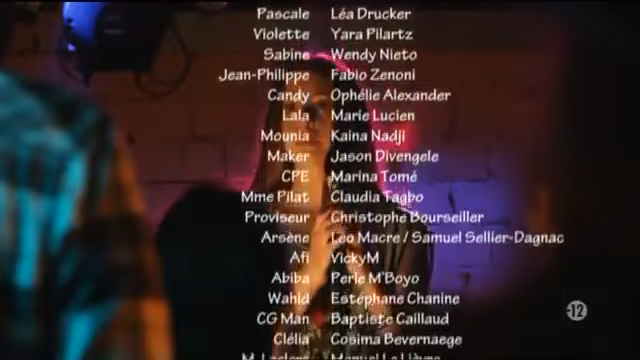 Pascale Léa Drucker
Violette Yara Pilartz
Sabine Wendy Nieto
Jean-Philippe Fabio Zenoni
Candy Ophélie Alexander
Lala Marie Lucien
Mounia Kaina Nadji
Maker Jason Divengele
CPE Marina Tomé
Mme Pilat Claudia Tagbo
Proviseur Christophe Bourseiller
Arsène Léo Macre / Samuel Sellier-Dagnac
Afi VickyM
Abiba Perle M'Boyo
Wahid Estéphane Chanine
CG Man Baptiste Caillaud
Clélia Cosima Bevernaege
-12